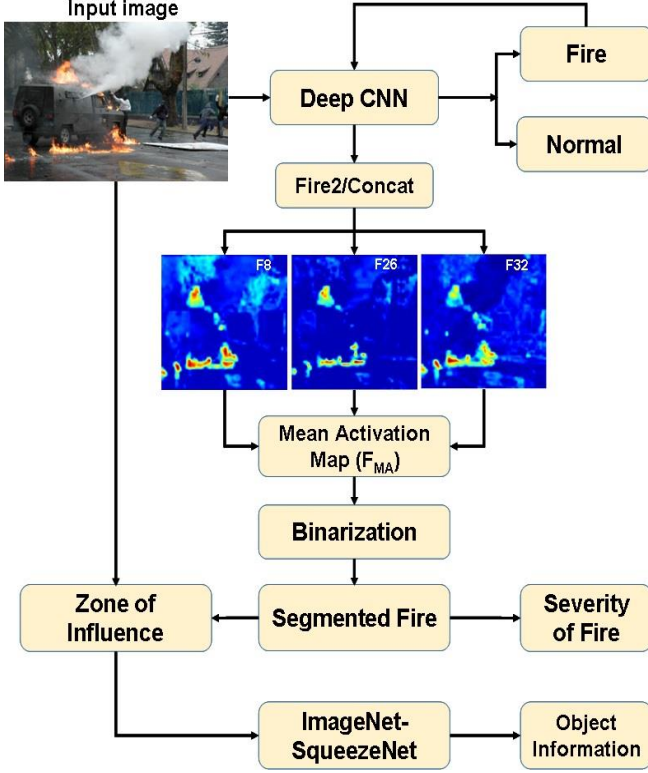 Input image
Deep CNN
Fire
Normal
Fire2/Concat
F8
F26
F32
Mean Activation
Map (FMA)
Binarization
Zone of
Influence
Segmented Fire
Severity
of Fire
ImageNet-
SqueezeNet
Object
Information